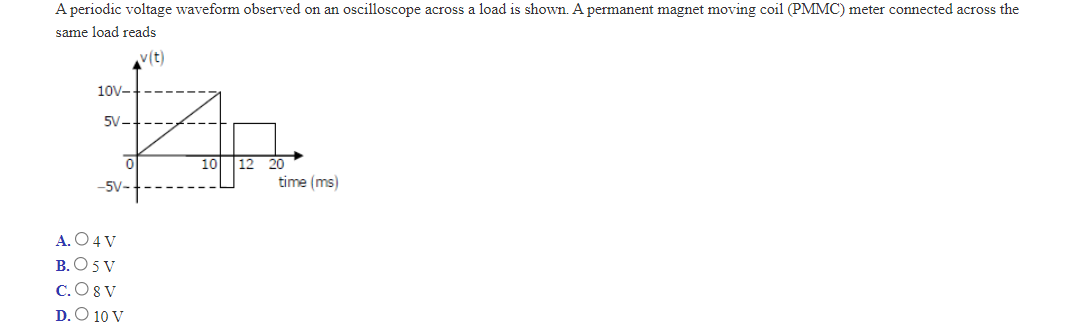 A periodic voltage waveform observed on an oscilloscope across a load is shown. A permanent magnet moving coil (PMMC) meter connected across the
same load reads
v(t)
10V
5V
0 10 12 20
-5V
time (ms)
A. 4 V
B. 5 V
C. 8 V
D. 10 V